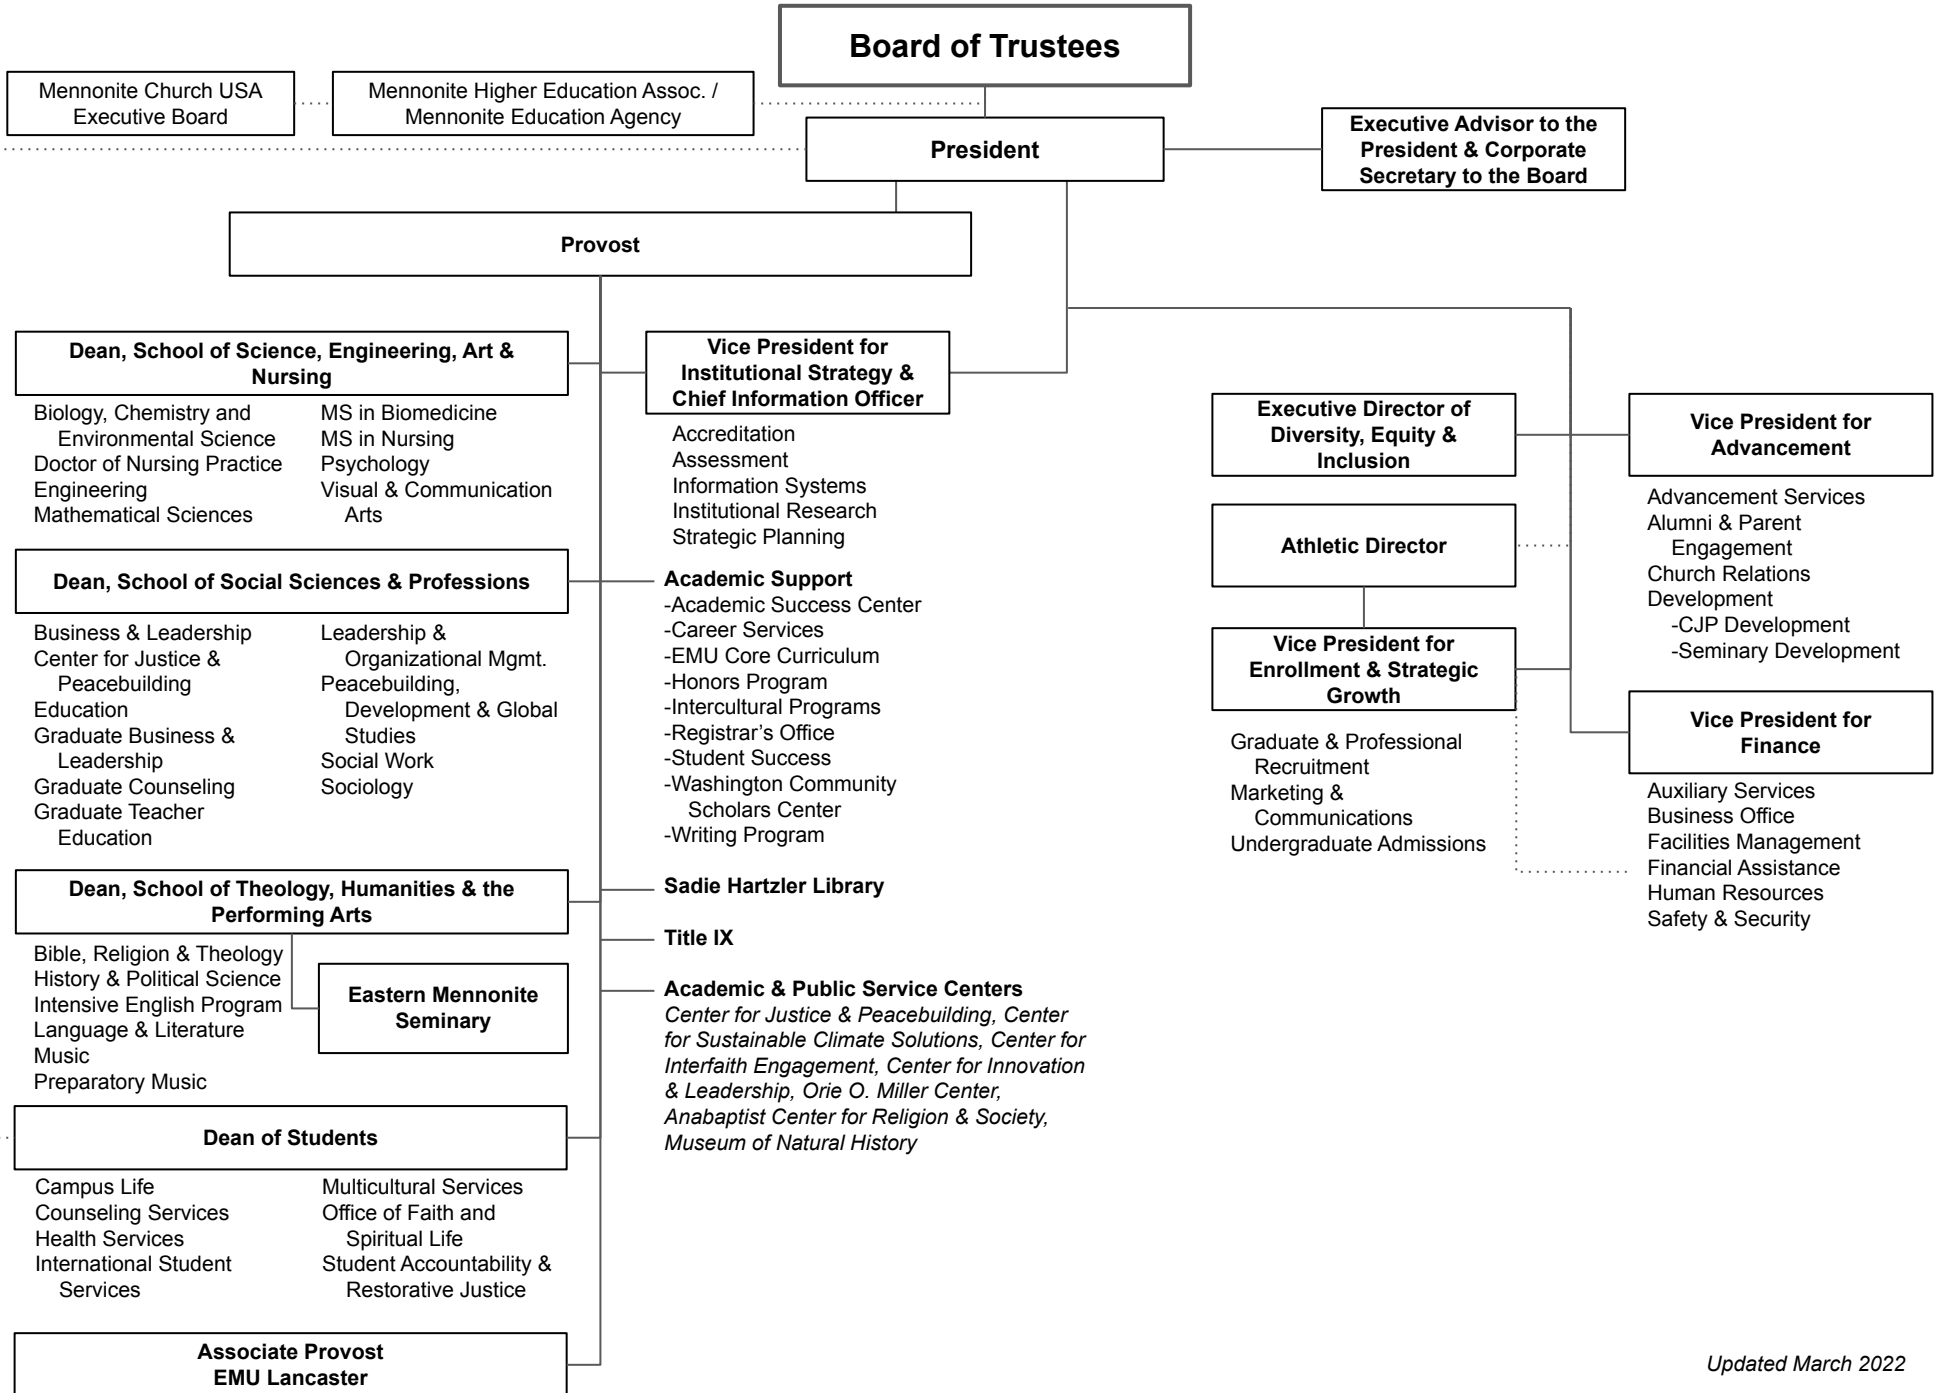 Board of Trustees
Mennonite Church USA
Executive Board
Mennonite Higher Education Assoc. /
Mennonite Education Agency
President
Executive Advisor to the
President & Corporate
Secretary to the Board
Provost
Dean, School of Science, Engineering, Art &
Nursing
Biology, Chemistry and
Environmental Science
Doctor of Nursing Practice
Engineering
Mathematical Sciences
MS in Biomedicine
MS in Nursing
Psychology
Visual & Communication
Arts
Dean, School of Social Sciences & Professions
Business & Leadership
Center for Justice &
Peacebuilding
Education
Graduate Business &
Leadership
Graduate Counseling
Graduate Teacher
Education
Leadership &
Organizational Mgmt.
Peacebuilding,
Development & Global
Studies
Social Work
Sociology
Dean, School of Theology, Humanities & the
Performing Arts
Bible, Religion & Theology
History & Political Science
Intensive English Program
Language & Literature
Music
Preparatory Music
Eastern Mennonite
Seminary
Dean of Students
Campus Life
Counseling Services
Health Services
International Student
Services
Multicultural Services
Office of Faith and
Spiritual Life
Student Accountability &
Restorative Justice
Associate Provost
EMU Lancaster
Vice President for
Institutional Strategy &
Chief Information Officer
Accreditation
Assessment
Information Systems
Institutional Research
Strategic Planning
Academic Support
-Academic Success Center
-Career Services
-EMU Core Curriculum
-Honors Program
-Intercultural Programs
-Registrar’s Office
-Student Success
-Washington Community
Scholars Center
-Writing Program
Sadie Hartzler Library
Title IX
Academic & Public Service Centers
Center for Justice & Peacebuilding, Center
for Sustainable Climate Solutions, Center for
Interfaith Engagement, Center for Innovation
& Leadership, Orie O. Miller Center,
Anabaptist Center for Religion & Society,
Museum of Natural History
Executive Director of
Diversity, Equity &
Inclusion
Athletic Director
Vice President for
Enrollment & Strategic
Growth
Graduate & Professional
Recruitment
Marketing &
Communications
Undergraduate Admissions
Vice President for
Advancement
Advancement Services
Alumni & Parent
Engagement
Church Relations
Development
-CJP Development
-Seminary Development
Vice President for
Finance
Auxiliary Services
Business Office
Facilities Management
Financial Assistance
Human Resources
Safety & Security
Updated March 2022